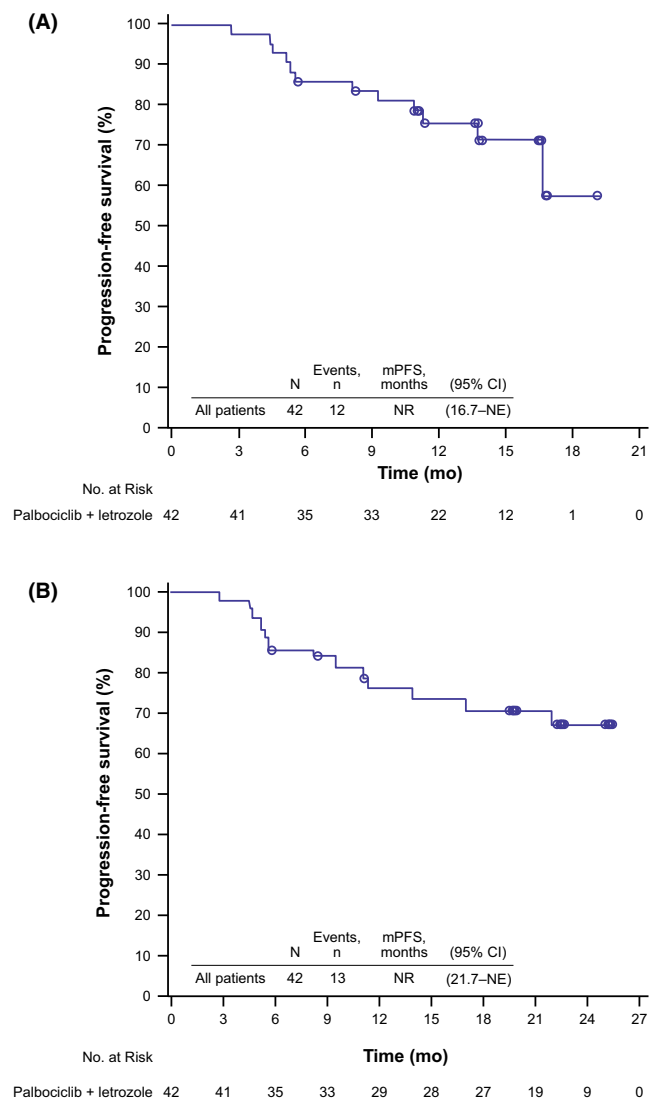 (A)
100
90
80
70
60
50
40
30
20
10
0
Progression-free survival (%)
Events, mPFS,
N n months (95% CI)
All patients 42 12 NR (16.7–NE)
0 3 6 9 12 15 18 21
Time (mo)
No. at Risk
Palbociclib + letrozole 42 41 35 33 22 12 1 0
(B)
100
90
80
70
60
50
40
30
20
10
0
Progression-free survival (%)
Events, mPFS,
N n months (95% CI)
All patients 42 13 NR (21.7–NE)
0 3 6 9 12 15 18 21 24 27
No. at Risk Time (mo)
Palbociclib + letrozole 42 41 35 33 29 28 27 19 9 0